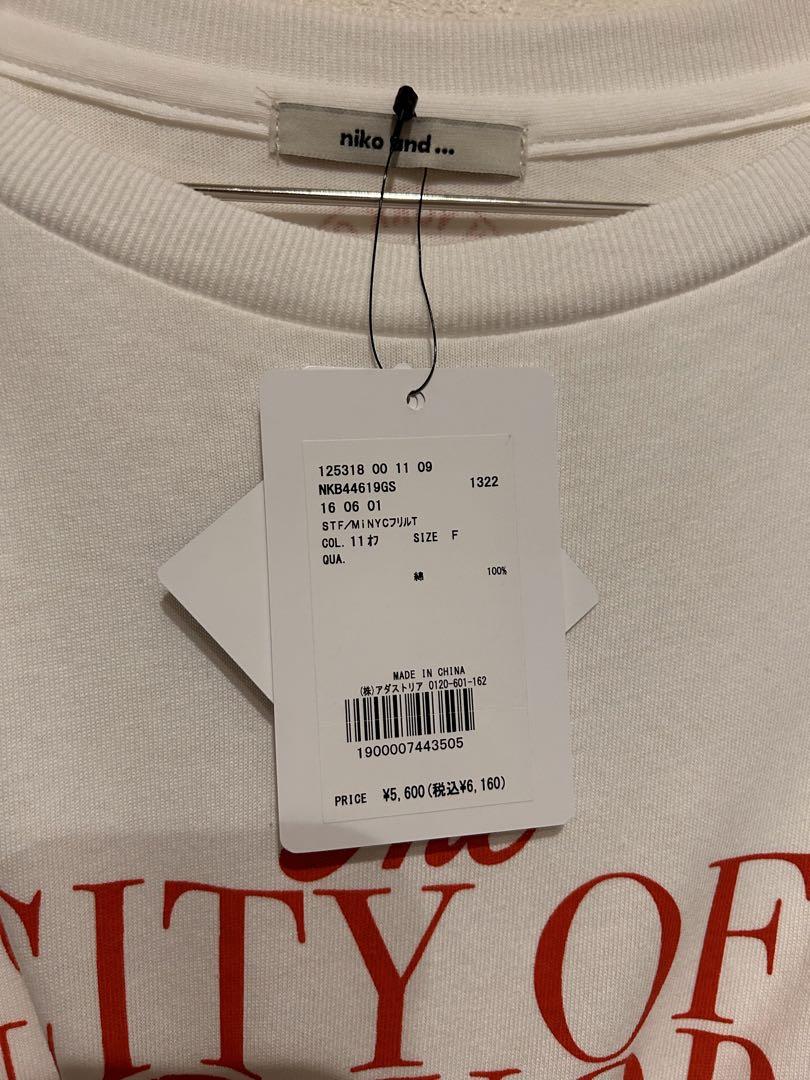 niko and ...
125318 00 11 09
NKB44619GS 1322
16 06 01
STF/MiNYCフリルT
COL. 11 ｵﾌ SIZE F
QUA.
綿 100%
MADE IN CHINA
(株)アダストリア 0120-601-162
1900007443505
PRICE ¥5,600(税込¥6,160)
The
CITY OF